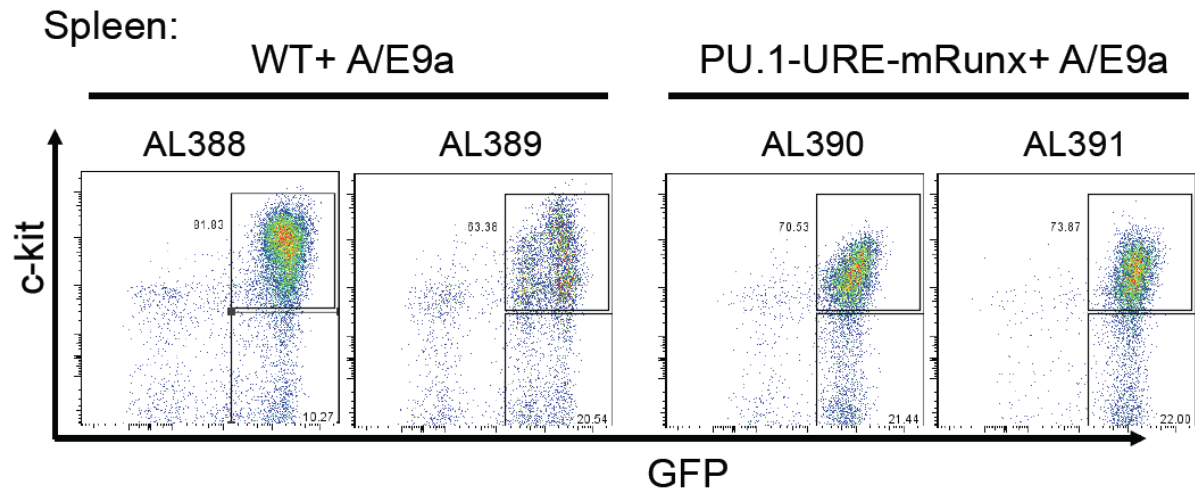 Spleen:
WT+ A/E9a
PU.1-URE-mRunx+ A/E9a
AL388
AL389
AL390
AL391
c-kit
81.83
63.38
70.53
73.87
10.27
20.54
21.44
22.00
GFP